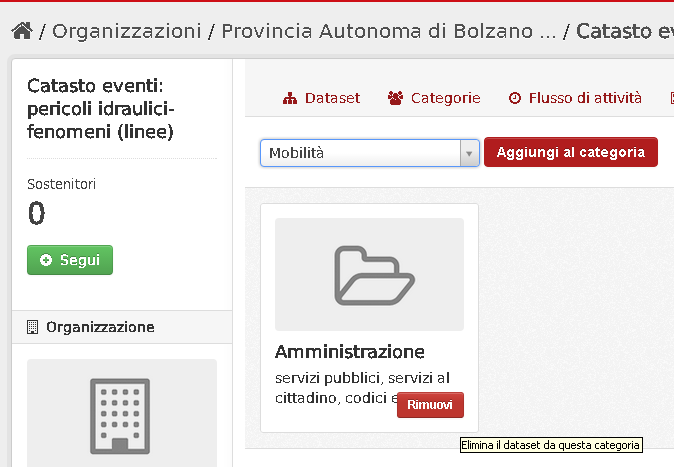 / Organizzazioni / Provincia Autonoma di Bolzano ... / Catasto
Catasto eventi:
pericoli idraulici-
fenomeni (linee)
Sostenitori
0
Segui
Organizzazione
Dataset Categorie Flusso di attività
Mobilità Aggiungi al categoria
Amministrazione
servizi pubblici, servizi al
cittadino, codici
Rimuovi
Elimina il dataset da questa categoria